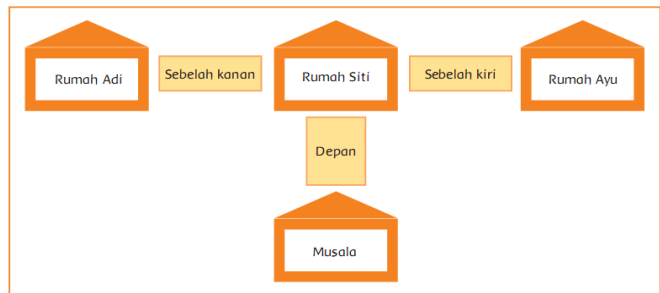 Rumah Adi
Sebelah kanan
Rumah Siti
Sebelah kiri
Rumah Ayu
Depan
Musala